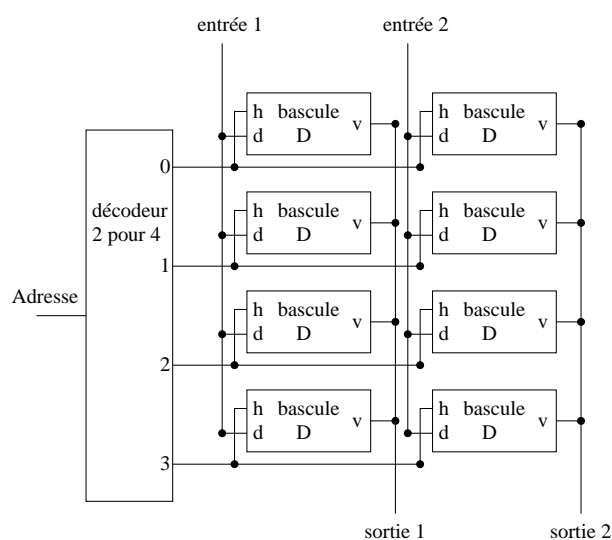 entrée 1 entrée 2
h bascule v h bascule v
d D d D
0
décodeur
2 pour 4
h bascule v h bascule v
d D d D
1
Adresse
h bascule v h bascule v
d D d D
2
h bascule v h bascule v
d D d D
3
sortie 1 sortie 2